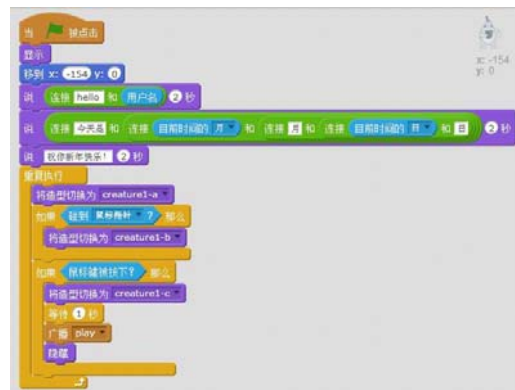 当 被点击
显示
移到 x: -154 y: 0
说 连接 hello 和 用户名 2 秒
说 连接 今天是 和 连接 目前时间的 月 和 连接 月 和 连接 目前时间的 日 和 日 2 秒
说 祝你新年快乐! 2 秒
重复执行
将造型切换为 creature1-a
如果 碰到 鼠标指针 ? 那么
将造型切换为 creature1-b
如果 鼠标键被按下? 那么
将造型切换为 creature1-c
等待 1 秒
广播 play
隐藏
x: -154
y: 0